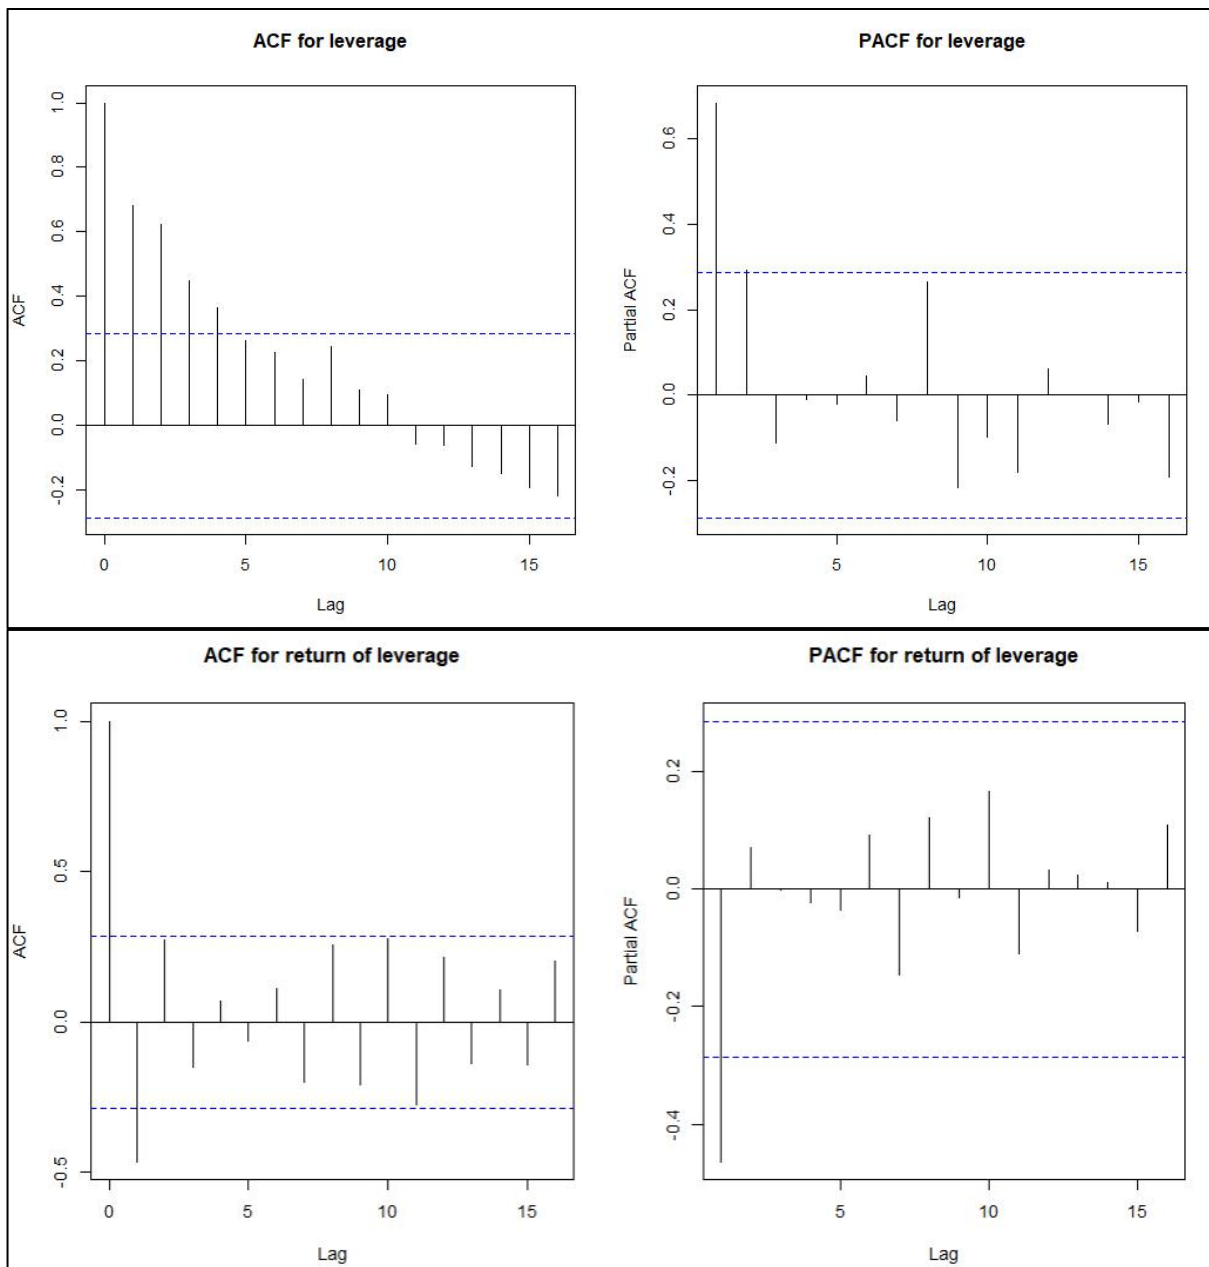 ACF for leverage
ACF
1.0
0.8
0.6
0.4
0.2
0.0
-0.2
0 5 10 15
Lag
PACF for leverage
Partial ACF
0.6
0.4
0.2
0.0
-0.2
5 10 15
Lag
ACF for return of leverage
ACF
1.0
0.5
0.0
-0.5
0 5 10 15
Lag
PACF for return of leverage
Partial ACF
0.2
0.0
-0.2
-0.4
5 10 15
Lag